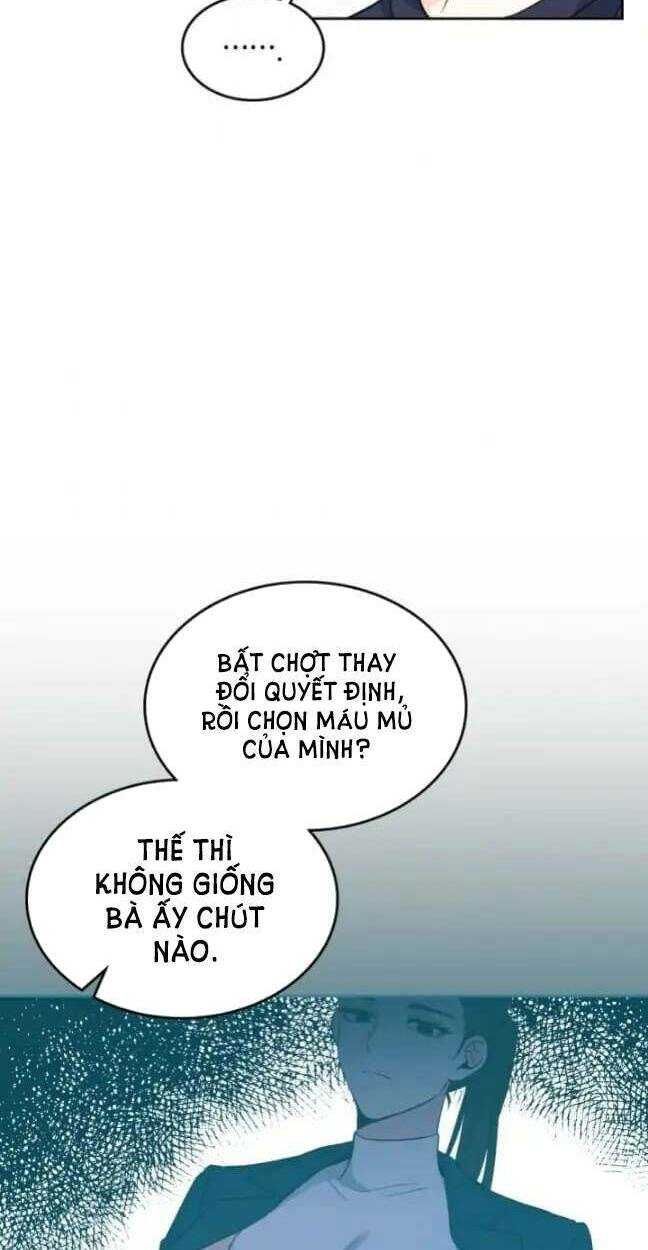 …….
BẤT CHỢT THAY
ĐỔI QUYẾT ĐỊNH,
RỒI CHỌN MÁU MỦ
CỦA MÌNH?
THẾ THÌ
KHÔNG GIỐNG
BÀ ẤY CHÚT
NÀO.